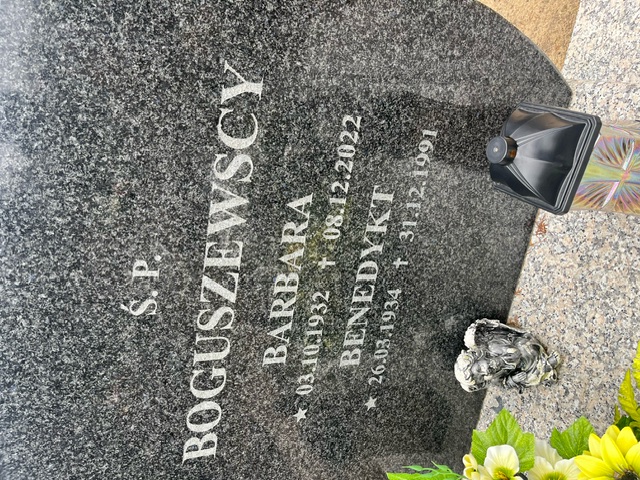 Ś.P.
BOGUSZEWSCY
BARBARA
★ 03.10.1932 ✝ 08.12.2022
BENEDYKT
★ 26.03.1934 ✝ 31.12.1991